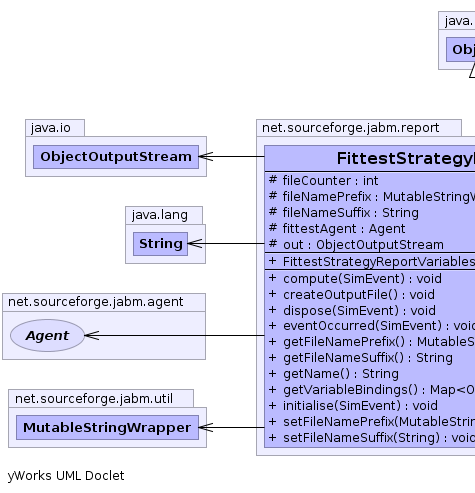 java.
Obj
java.io
ObjectOutputStream
java.lang
String
net.sourceforge.jabm.agent
Agent
net.sourceforge.jabm.util
MutableStringWrapper
net.sourceforge.jabm.report
FittestStrategy
# fileCounter : int
# fileNamePrefix : MutableStringW
# fileNameSuffix : String
# fittestAgent : Agent
# out : ObjectOutputStream
+ FittestStrategyReportVariables
+ compute(SimEvent) : void
+ createOutputFile() : void
+ dispose(SimEvent) : void
+ eventOccurred(SimEvent) : void
+ getFileNamePrefix() : MutableS
+ getFileNameSuffix() : String
+ getName() : String
+ getVariableBindings() : Map<O
+ initialise(SimEvent) : void
+ setFileNamePrefix(MutableStrin
+ setFileNameSuffix(String) : void
yWorks UML Doclet